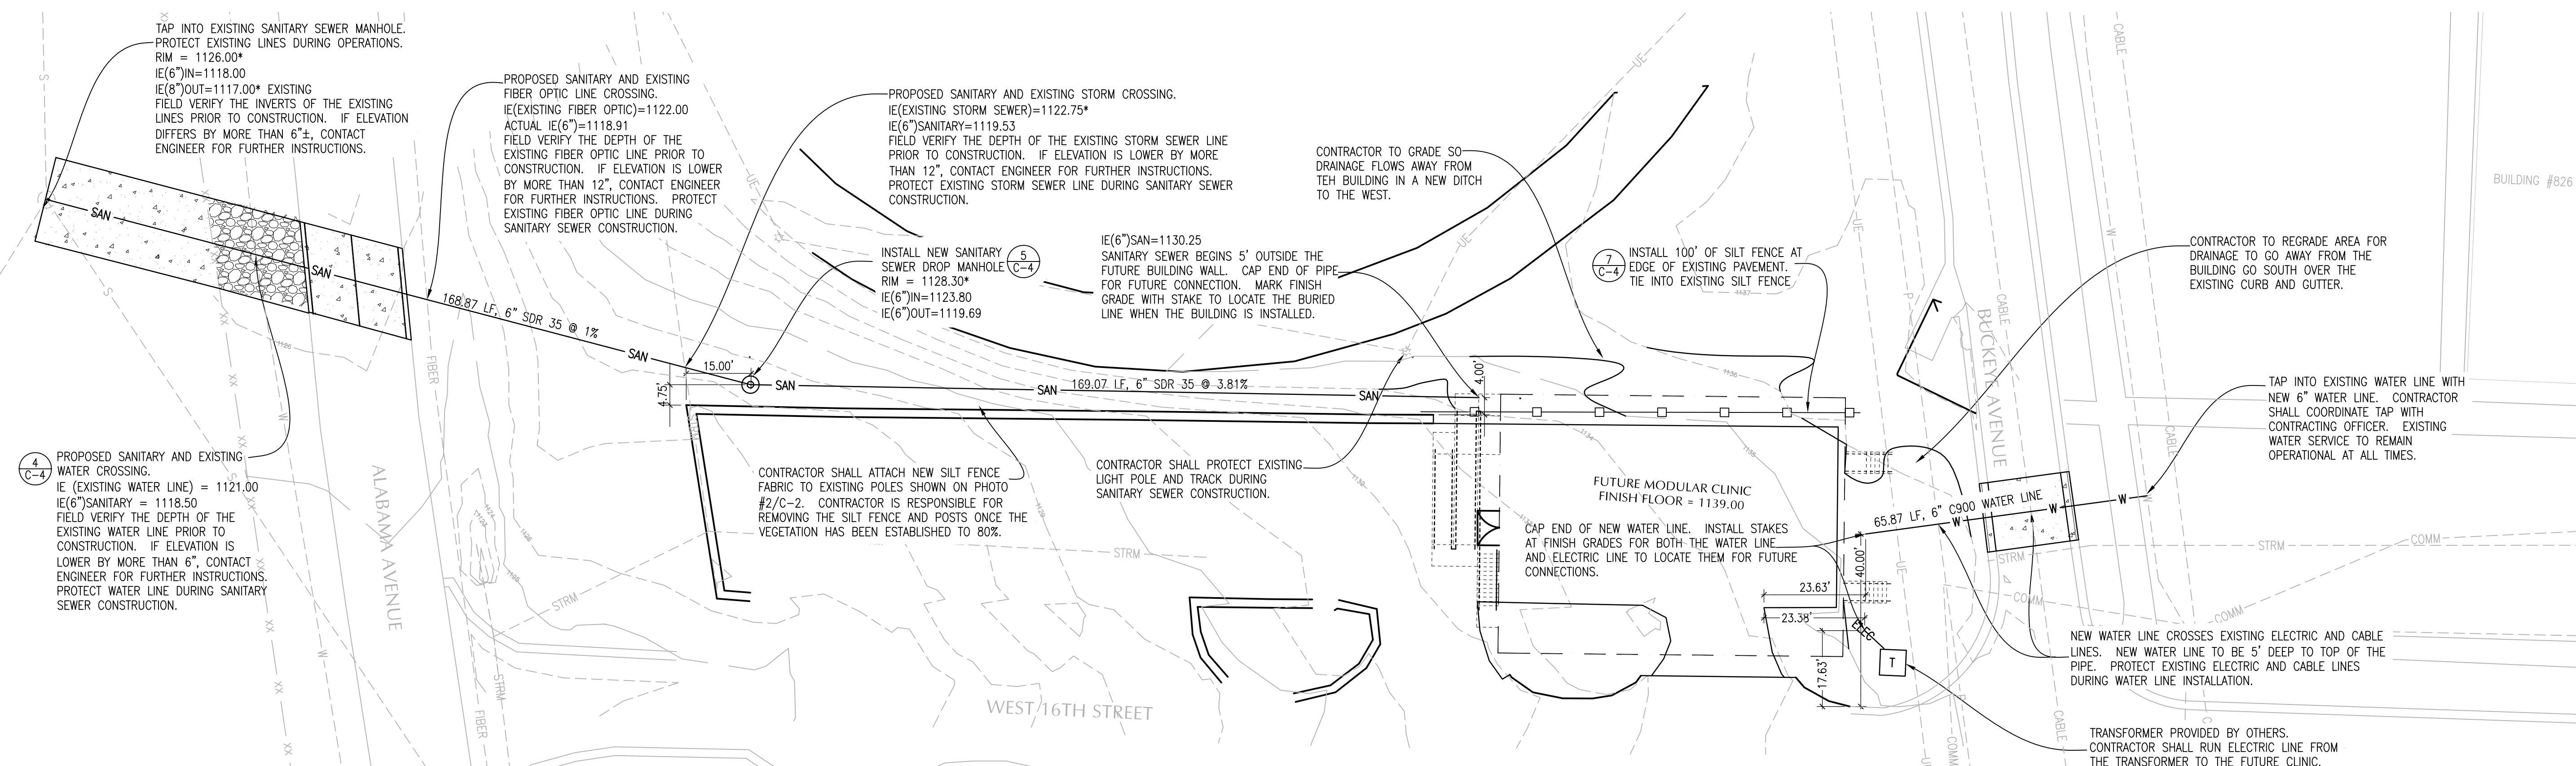 TAP INTO EXISTING SANITARY SEWER MANHOLE.
PROTECT EXISTING LINES DURING OPERATIONS.
RIM = 1126.00*
IE(6")IN=1118.00
IE(8")OUT=1117.00* EXISTING
FIELD VERIFY THE INVERTS OF THE EXISTING
LINES PRIOR TO CONSTRUCTION. IF ELEVATION
DIFFERS BY MORE THAN 6"±, CONTACT
ENGINEER FOR FURTHER INSTRUCTIONS.
PROPOSED SANITARY AND EXISTING
FIBER OPTIC LINE CROSSING.
IE(EXISTING FIBER OPTIC)=1122.00
ACTUAL IE(6")=1118.91
FIELD VERIFY THE DEPTH OF THE
EXISTING FIBER OPTIC LINE PRIOR TO
CONSTRUCTION. IF ELEVATION IS LOWER
BY MORE THAN 12", CONTACT ENGINEER
FOR FURTHER INSTRUCTIONS. PROTECT
EXISTING FIBER OPTIC LINE DURING
SANITARY SEWER CONSTRUCTION.
PROPOSED SANITARY AND EXISTING STORM CROSSING.
IE(EXISTING STORM SEWER)=1122.75*
IE(6")SANITARY=1119.53
FIELD VERIFY THE DEPTH OF THE EXISTING STORM SEWER LINE
PRIOR TO CONSTRUCTION. IF ELEVATION IS LOWER BY MORE
THAN 12", CONTACT ENGINEER FOR FURTHER INSTRUCTIONS.
PROTECT EXISTING STORM SEWER LINE DURING SANITARY SEWER
CONSTRUCTION.
CONTRACTOR TO GRADE SO
DRAINAGE FLOWS AWAY FROM
TEH BUILDING IN A NEW DITCH
TO THE WEST.
INSTALL NEW SANITARY
SEWER DROP MANHOLE
RIM = 1128.30*
IE(6")IN=1123.80
IE(6")OUT=1119.69
5
C-4
IE(6")SAN=1130.25
SANITARY SEWER BEGINS 5' OUTSIDE THE
FUTURE BUILDING WALL. CAP END OF PIPE
FOR FUTURE CONNECTION. MARK FINISH
GRADE WITH STAKE TO LOCATE THE BURIED
LINE WHEN THE BUILDING IS INSTALLED.
7
C-4
INSTALL 100' OF SILT FENCE AT
EDGE OF EXISTING PAVEMENT.
TIE INTO EXISTING SILT FENCE
CONTRACTOR TO REGRADE AREA FOR
DRAINAGE TO GO AWAY FROM THE
BUILDING GO SOUTH OVER THE
EXISTING CURB AND GUTTER.
BUILDING #826
TAP INTO EXISTING WATER LINE WITH
NEW 6" WATER LINE. CONTRACTOR
SHALL COORDINATE TAP WITH
CONTRACTING OFFICER. EXISTING
WATER SERVICE TO REMAIN
OPERATIONAL AT ALL TIMES.
SAN
SAN
168.87 LF, 6" SDR 35 @ 1%
SAN
15.00'
4.75'
SAN
SAN
169.07 LF, 6" SDR 35 @ 3.81%
SAN
4.00'
4
C-4
PROPOSED SANITARY AND EXISTING
WATER CROSSING.
IE (EXISTING WATER LINE) = 1121.00
IE(6")SANITARY = 1118.50
FIELD VERIFY THE DEPTH OF THE
EXISTING WATER LINE PRIOR TO
CONSTRUCTION. IF ELEVATION IS
LOWER BY MORE THAN 6", CONTACT
ENGINEER FOR FURTHER INSTRUCTIONS.
PROTECT WATER LINE DURING SANITARY
SEWER CONSTRUCTION.
ALABAMA AVENUE
FIBER
FIBER
STRM
STRM
STRM
CONTRACTOR SHALL ATTACH NEW SILT FENCE
FABRIC TO EXISTING POLES SHOWN ON PHOTO
#2/C-2. CONTRACTOR IS RESPONSIBLE FOR
REMOVING THE SILT FENCE AND POSTS ONCE THE
VEGETATION HAS BEEN ESTABLISHED TO 80%.
CONTRACTOR SHALL PROTECT EXISTING
LIGHT POLE AND TRACK DURING
SANITARY SEWER CONSTRUCTION.
STRM
WEST 16TH STREET
FUTURE MODULAR CLINIC
FINISH FLOOR = 1139.00
CAP END OF NEW WATER LINE. INSTALL STAKES
AT FINISH GRADES FOR BOTH THE WATER LINE
AND ELECTRIC LINE TO LOCATE THEM FOR FUTURE
CONNECTIONS.
65.87 LF, 6" C900 WATER LINE
W
W
W
40.00'
23.63'
23.38'
17.63'
ELEC
T
BUCKEYE AVENUE
CABLE
CABLE
CABLE
CABLE
CABLE
UE
UE
UE
UE
UE
STRM
STRM
COMM
COMM
COMM
COMM
NEW WATER LINE CROSSES EXISTING ELECTRIC AND CABLE
LINES. NEW WATER LINE TO BE 5' DEEP TO TOP OF THE
PIPE. PROTECT EXISTING ELECTRIC AND CABLE LINES
DURING WATER LINE INSTALLATION.
TRANSFORMER PROVIDED BY OTHERS.
CONTRACTOR SHALL RUN ELECTRIC LINE FROM
THE TRANSFORMER TO THE FUTURE CLINIC.